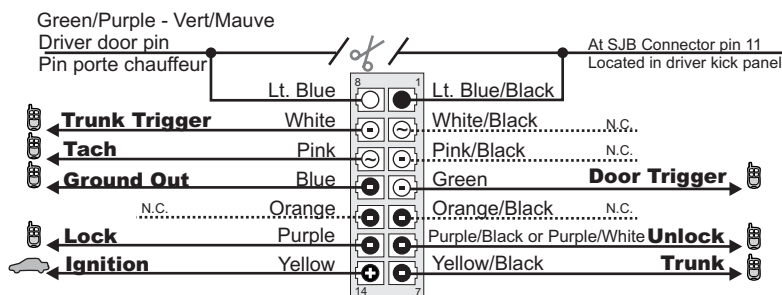 Green/Purple - Vert/Mauve
Driver door pin
Pin porte chauffeur
At SJB Connector pin 11
Located in driver kick panel
8 1
Lt. Blue Lt. Blue/Black
Trunk Trigger White White/Black N.C.
Tach Pink Pink/Black N.C.
Ground Out Blue Green Door Trigger
N.C. Orange Orange/Black N.C.
Lock Purple Purple/Black or Purple/White Unlock
Ignition Yellow Yellow/Black Trunk
14 7